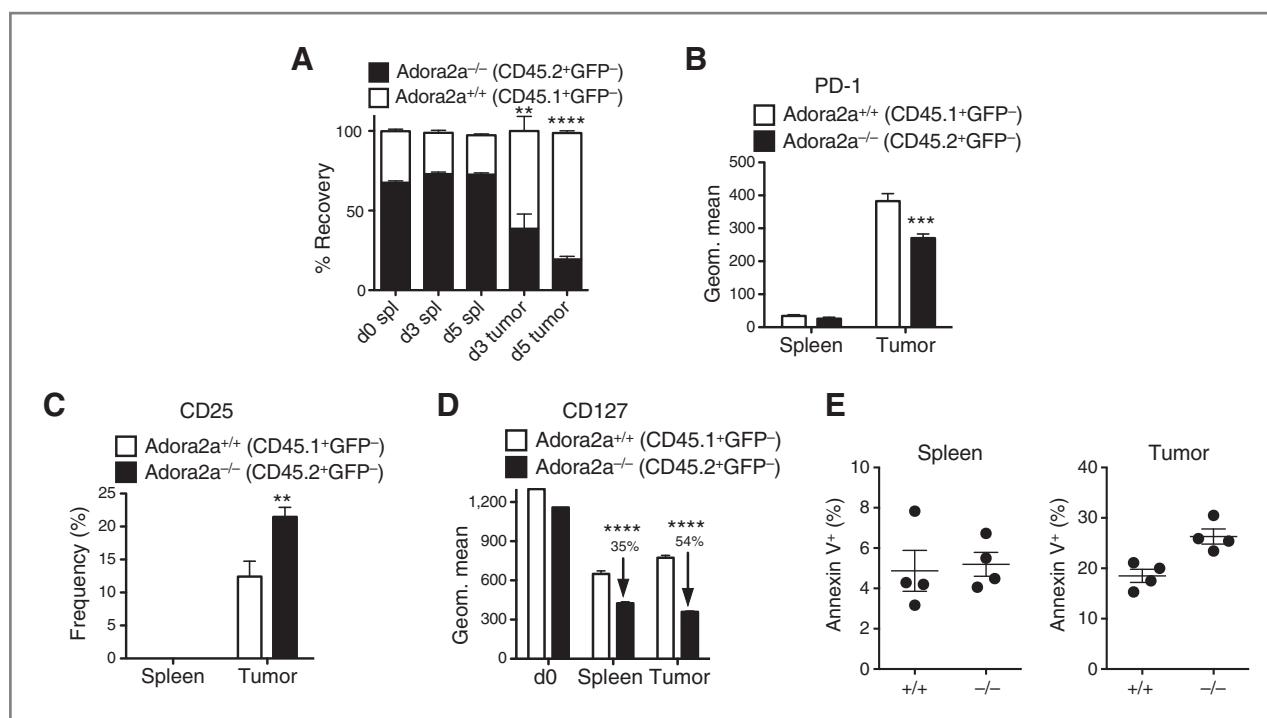 A
Adora2a–/– (CD45.2+GFP–)
Adora2a+/+ (CD45.1+GFP–)
** ****
100
50
0
% Recovery
d0 spl
d3 spl
d5 spl
d3 tumor
d5 tumor
B
PD-1
Adora2a+/+ (CD45.1+GFP–)
Adora2a–/– (CD45.2+GFP–)
500
400
300
200
100
0
Geom. mean
***
Spleen Tumor
C
CD25
Adora2a+/+ (CD45.1+GFP–)
Adora2a–/– (CD45.2+GFP–)
25
20
15
10
5
0
Frequency (%)
**
Spleen Tumor
D
CD127
Adora2a+/+ (CD45.1+GFP–)
Adora2a–/– (CD45.2+GFP–)
1,200
900
600
300
0
Geom. mean
**** ****
35% 54%
d0 Spleen Tumor
E
Spleen
10
8
6
4
2
0
Annexin V+ (%)
+/+ –/–
Tumor
40
30
20
10
0
Annexin V+ (%)
+/+ –/–